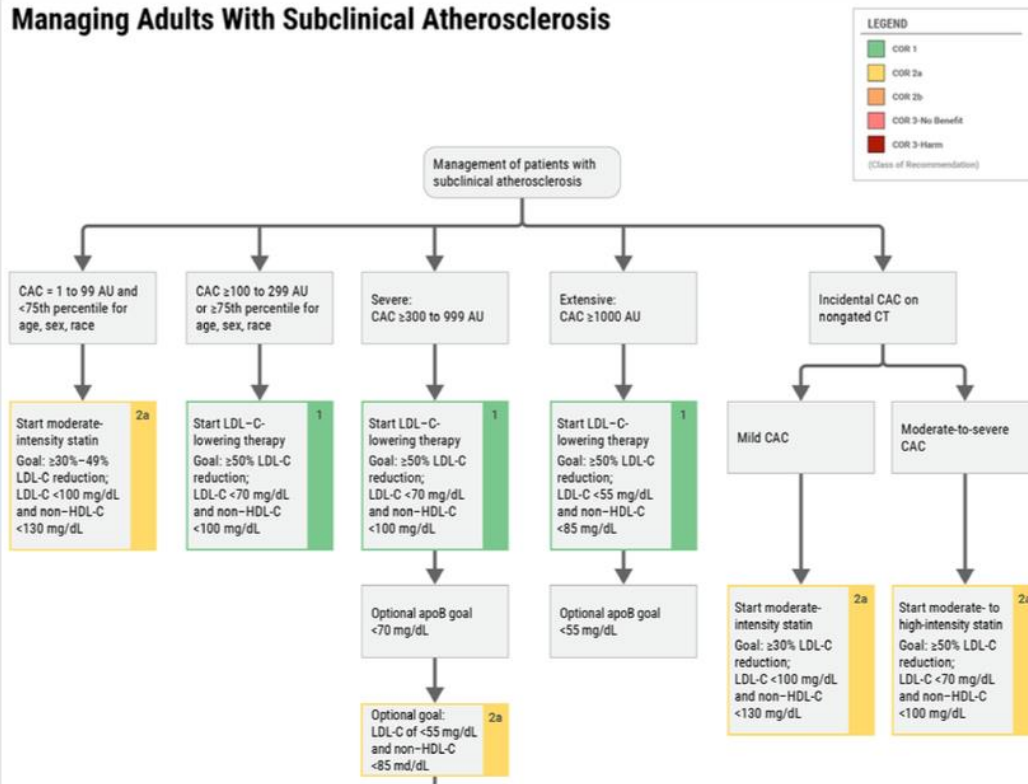 Managing Adults With Subclinical Atherosclerosis
LEGEND
COR 1
COR 2a
COR 2b
COR 3-No Benefit
COR 3-Harm
(Class of Recommendation)
Management of patients with
subclinical atherosclerosis
CAC = 1 to 99 AU and
<75th percentile for
age, sex, race
CAC ≥100 to 299 AU
or ≥75th percentile for
age, sex, race
Severe:
CAC ≥300 to 999 AU
Extensive:
CAC ≥1000 AU
Incidental CAC on
nongated CT
2a
Start moderate-
intensity statin
Goal: ≥30%–49%
LDL-C reduction;
LDL-C <100 mg/dL
and non–HDL-C
<130 mg/dL
1
Start LDL–C-
lowering therapy
Goal: ≥50% LDL-C
reduction;
LDL-C <70 mg/dL
and non–HDL-C
<100 mg/dL
1
Start LDL–C-
lowering therapy
Goal: ≥50% LDL-C
reduction;
LDL-C <70 mg/dL
and non–HDL-C
<100 mg/dL
1
Start LDL–C-
lowering therapy
Goal: ≥50% LDL-C
reduction;
LDL-C <55 mg/dL
and non–HDL-C
<85 mg/dL
Mild CAC
Moderate-to-severe
CAC
Optional apoB goal
<70 mg/dL
Optional apoB goal
<55 mg/dL
2a
Start moderate-
intensity statin
Goal: ≥30% LDL-C
reduction;
LDL-C <100 mg/dL
and non–HDL-C
<130 mg/dL
2a
Start moderate- to
high-intensity statin
Goal: ≥50% LDL-C
reduction;
LDL-C <70 mg/dL
and non–HDL-C
<100 mg/dL
2a
Optional goal:
LDL-C of <55 mg/dL
and non–HDL-C
<85 md/dL